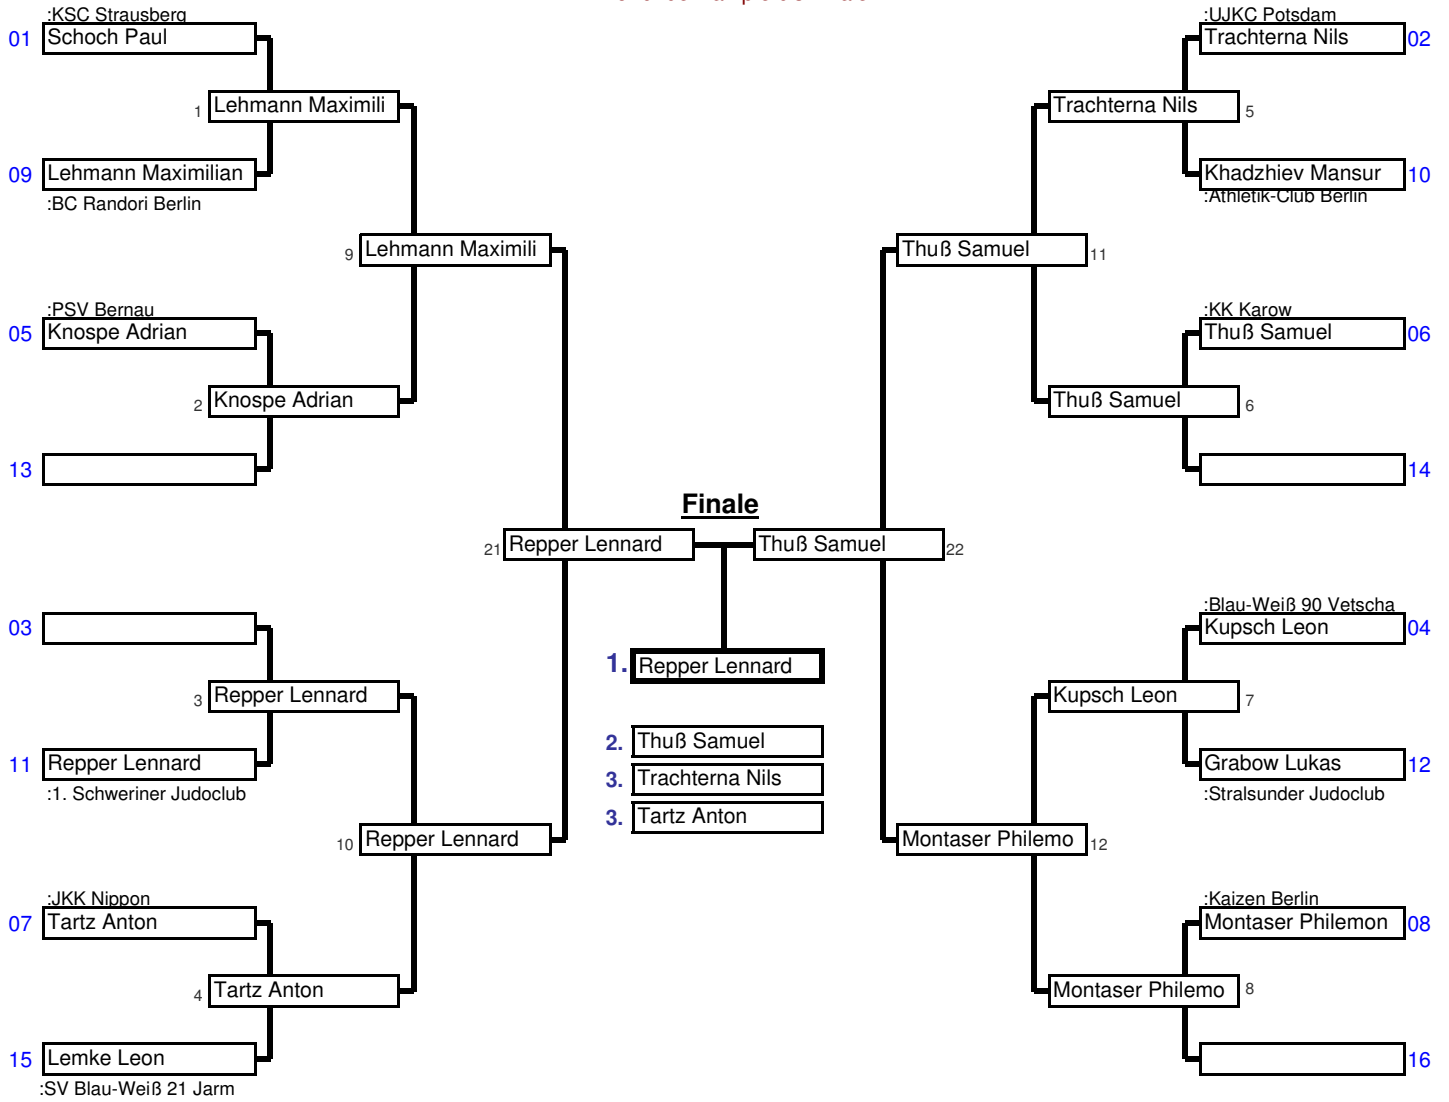 :KSC Strausberg
01 Schoch Paul
1 Lehmann Maximili
09 Lehmann Maximilian
:BC Randori Berlin
9 Lehmann Maximili
:PSV Bernau
05 Knospe Adrian
2 Knospe Adrian
13
21 Repper Lennard
03
3 Repper Lennard
11 Repper Lennard
:1. Schweriner Judoclub
10 Repper Lennard
:JKK Nippon
07 Tartz Anton
4 Tartz Anton
15 Lemke Leon
:SV Blau-Weiß 21 Jarm
Finale
1. Repper Lennard
2. Thuß Samuel
3. Trachterna Nils
3. Tartz Anton
:UJKC Potsdam
Trachterna Nils 02
Trachterna Nils 5
Khadzhiev Mansur 10
:Athletik-Club Berlin
Thuß Samuel 11
:KK Karow
Thuß Samuel 06
Thuß Samuel 6
14
Thuß Samuel 22
:Blau-Weiß 90 Vetscha
Kupsch Leon 04
Kupsch Leon 7
Grabow Lukas 12
:Stralsunder Judoclub
Montaser Philemo 12
:Kaizen Berlin
Montaser Philemon 08
Montaser Philemo 8
16